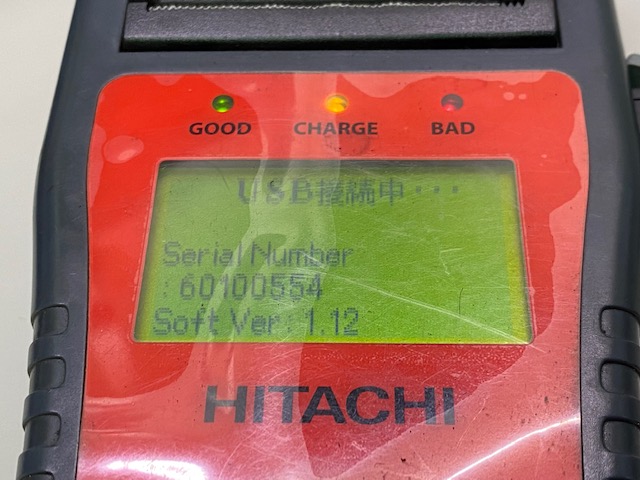 GOOD CHARGE BAD
USB接続中・・・
Serial Number
:60100554
Soft Ver: 1.12
HITACHI